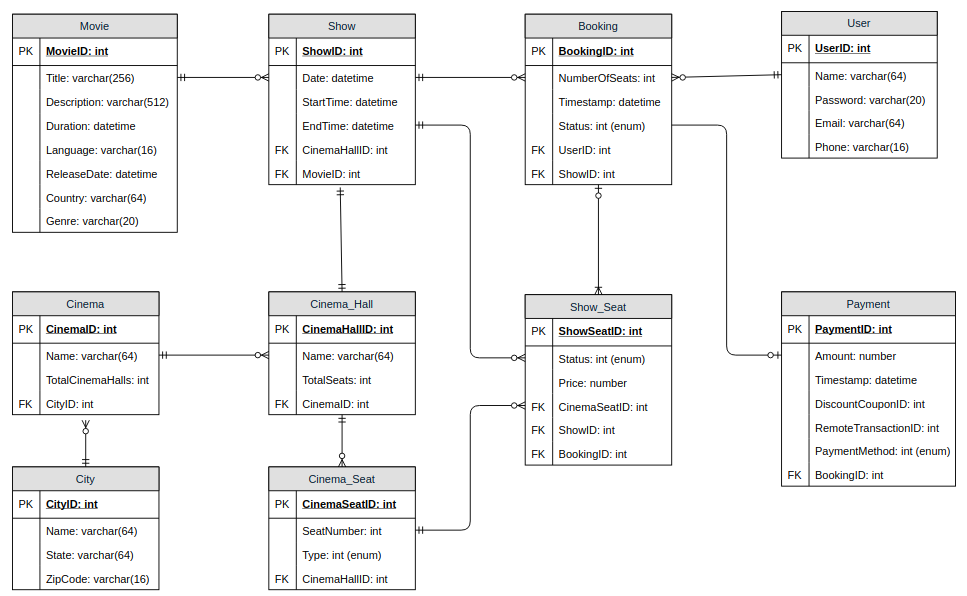 Movie
PK MovieID: int
Title: varchar(256)
Description: varchar(512)
Duration: datetime
Language: varchar(16)
ReleaseDate: datetime
Country: varchar(64)
Genre: varchar(20)
Show
PK ShowID: int
Date: datetime
StartTime: datetime
EndTime: datetime
FK CinemaHallID: int
FK MovieID: int
Booking
PK BookingID: int
NumberOfSeats: int
Timestamp: datetime
Status: int (enum)
FK UserID: int
FK ShowID: int
User
PK UserID: int
Name: varchar(64)
Password: varchar(20)
Email: varchar(64)
Phone: varchar(16)
Cinema
PK CinemaID: int
Name: varchar(64)
TotalCinemaHalls: int
FK CityID: int
Cinema_Hall
PK CinemaHallID: int
Name: varchar(64)
TotalSeats: int
FK CinemaID: int
Show_Seat
PK ShowSeatID: int
Status: int (enum)
Price: number
FK CinemaSeatID: int
FK ShowID: int
FK BookingID: int
Payment
PK PaymentID: int
Amount: number
Timestamp: datetime
DiscountCouponID: int
RemoteTransactionID: int
PaymentMethod: int (enum)
FK BookingID: int
City
PK CityID: int
Name: varchar(64)
State: varchar(64)
ZipCode: varchar(16)
Cinema_Seat
PK CinemaSeatID: int
SeatNumber: int
Type: int (enum)
FK CinemaHallID: int